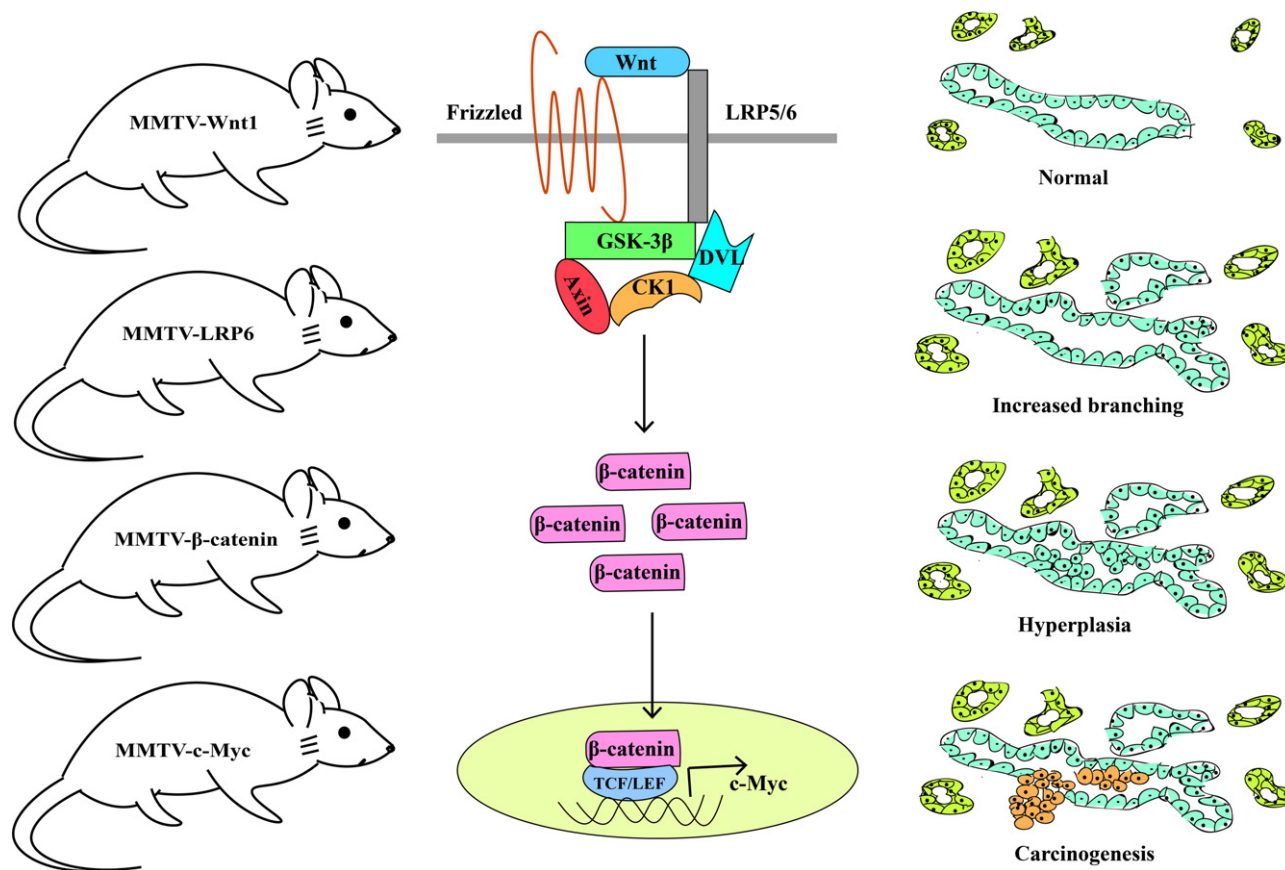 MMTV-Wnt1
MMTV-LRP6
MMTV-β-catenin
MMTV-c-Myc
Wnt
Frizzled
LRP5/6
GSK-3β
DVL
Axin
CK1
β-catenin
β-catenin
β-catenin
β-catenin
β-catenin
TCF/LEF
c-Myc
Normal
Increased branching
Hyperplasia
Carcinogenesis